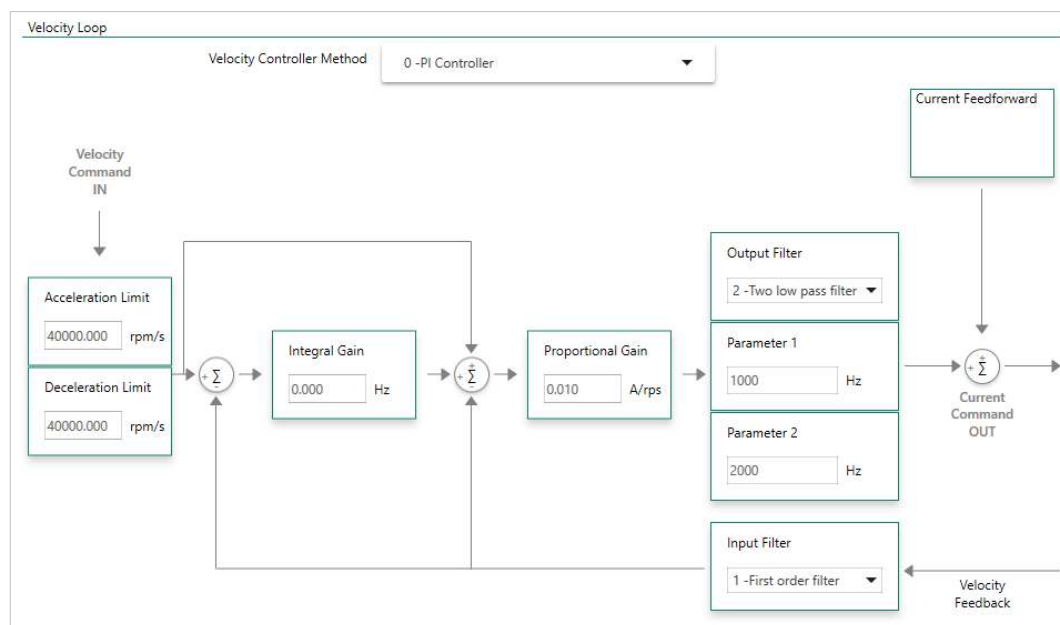 Velocity Loop
Velocity Controller Method
0 -PI Controller
Current Feedforward
Velocity
Command
IN
Acceleration Limit
40000.000 rpm/s
Deceleration Limit
40000.000 rpm/s
+ Σ -
Integral Gain
0.000 Hz
+ + Σ -
Proportional Gain
0.010 A/rps
Output Filter
2 -Two low pass filter
Parameter 1
1000 Hz
Parameter 2
2000 Hz
+ + Σ
Current
Command
OUT
Input Filter
1 -First order filter
Velocity
Feedback